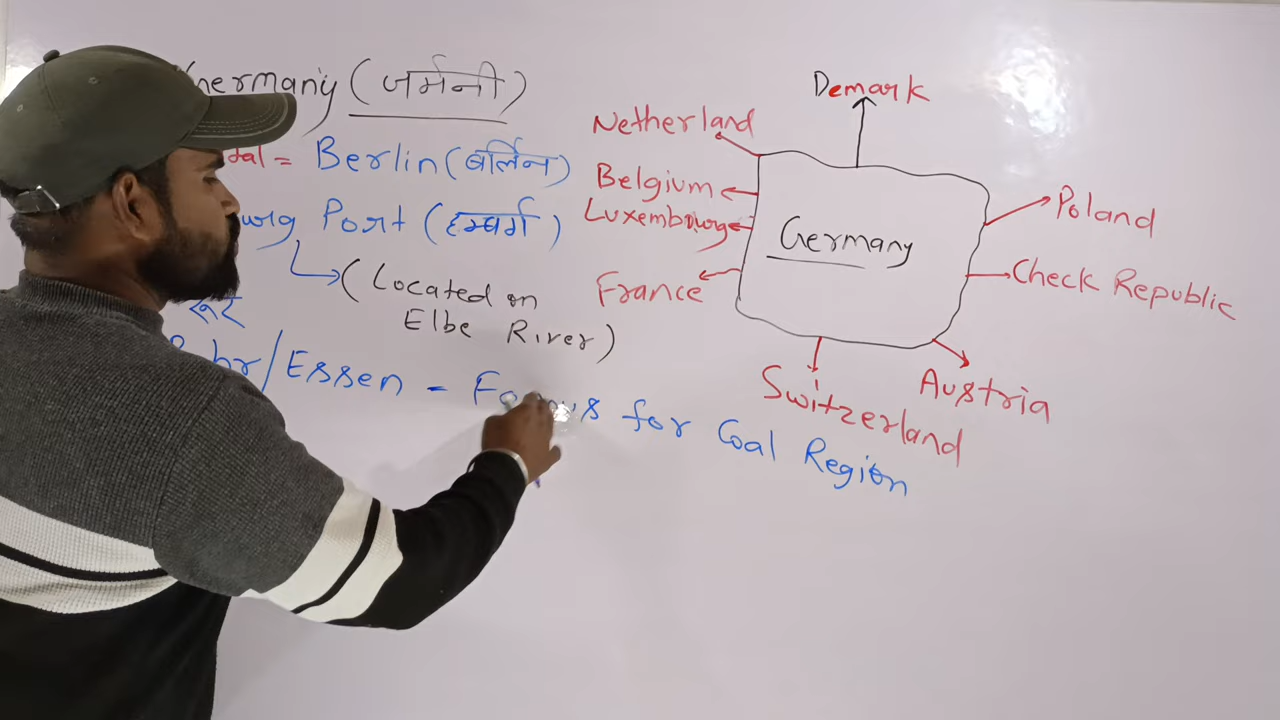 Germany (जर्मनी)
= Berlin (बर्लिन)
Port (हम्बर्ग)
(Located on
Elbe River)
रूर
/Essen - for Coal Region
Demark
Netherland
Belgium
Luxembourg
France
Germany
Poland
Check Republic
Switzerland
Austria